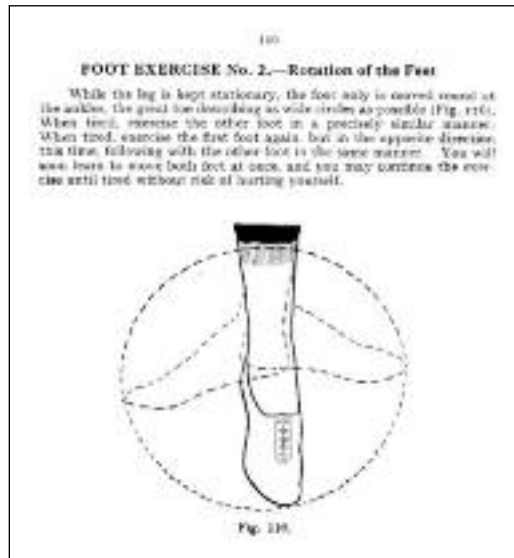 FOOT EXERCISE No. 2.—Rotation of the Feet
While the leg is kept stationary, the foot only is moved round at
the ankles, the great toe describing as wide circles as possible (Fig. 116).
When tired, exercise the other foot in a precisely similar manner.
When tired, exercise the first foot again, but in the opposite direction
this time, following with the other foot in the same manner. You will
soon learn to move both feet at once, and you may continue the exer-
cise until tired without risk of hurting yourself.
Fig. 116.